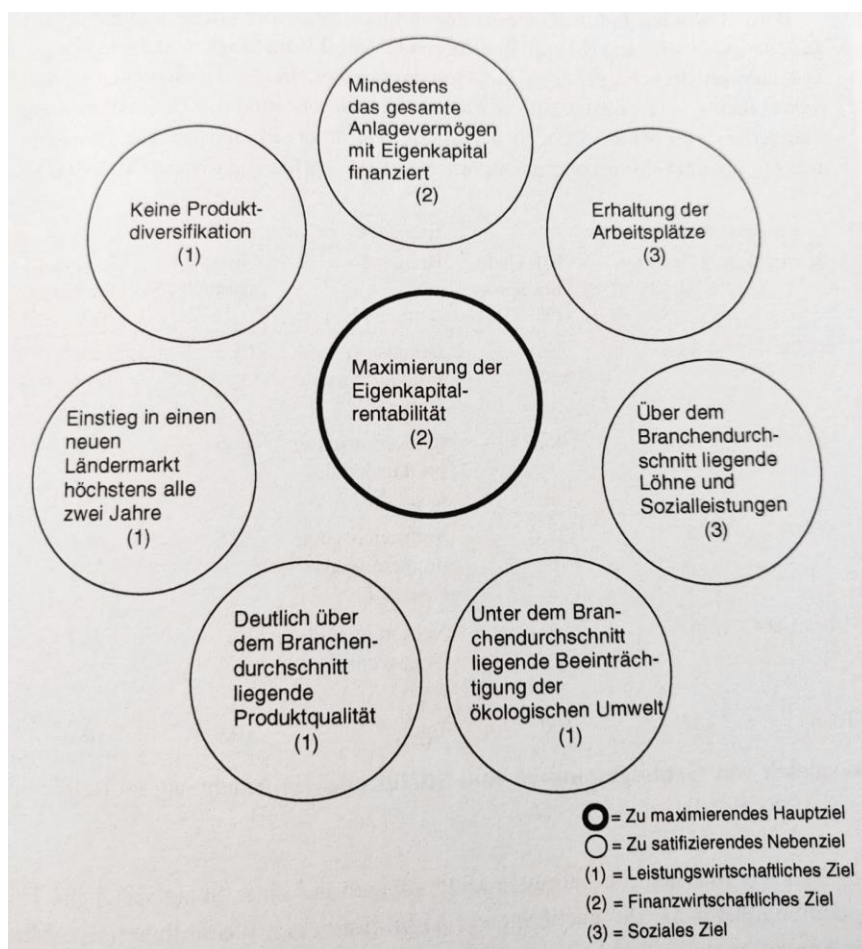 Mindestens
das gesamte
Anlagevermögen
mit Eigenkapital
finanziert
(2)
Keine Produkt-
diversifikation
(1)
Erhaltung der
Arbeitsplätze
(3)
Maximierung der
Eigenkapital-
rentabilität
(2)
Einstieg in einen
neuen
Ländermarkt
höchstens alle
zwei Jahre
(1)
Über dem
Branchendurch-
schnitt liegende
Löhne und
Sozialleistungen
(3)
Deutlich über
dem Branchen-
durchschnitt
liegende
Produktqualität
(1)
Unter dem Bran-
chendurchschnitt
liegende Beeinträch-
tigung der
ökologischen Umwelt
(1)
= Zu maximierendes Hauptziel
= Zu satifizierendes Nebenziel
(1) = Leistungswirtschaftliches Ziel
(2) = Finanzwirtschaftliches Ziel
(3) = Soziales Ziel